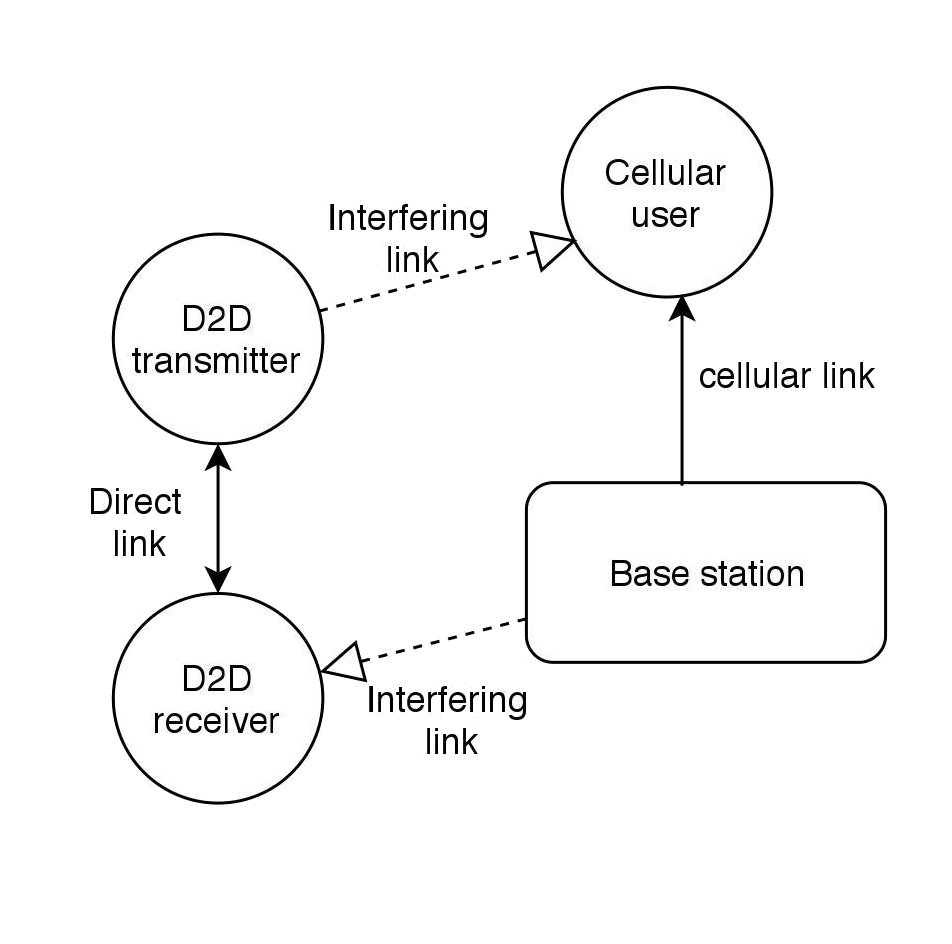 Cellular
user
Interfering
link
D2D
transmitter
cellular link
Direct
link
Base station
D2D
receiver
Interfering
link